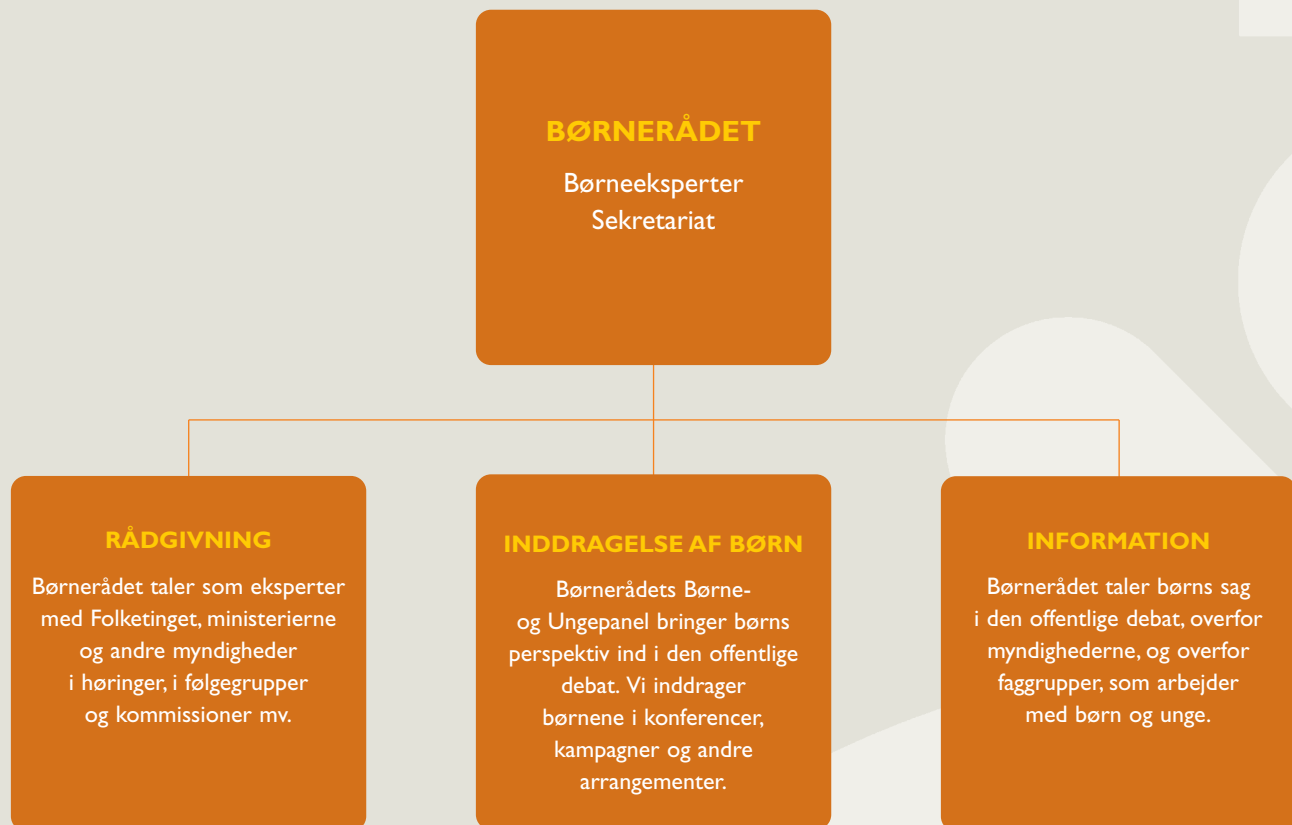 BØRNERÅDET
Børneeksperter
Sekretariat
RÅDGIVNING
Børnerådet taler som eksperter
med Folketinget, ministerierne
og andre myndigheder
i høringer, i følgegrupper
og kommissioner mv.
INDDRAGELSE AF BØRN
Børnerådets Børne-
og Ungepanel bringer børns
perspektiv ind i den offentlige
debat. Vi inddrager
børnene i konferencer,
kampagner og andre
arrangementer.
INFORMATION
Børnerådet taler børns sag
i den offentlige debat, overfor
myndighederne, og overfor
faggrupper, som arbejder
med børn og unge.